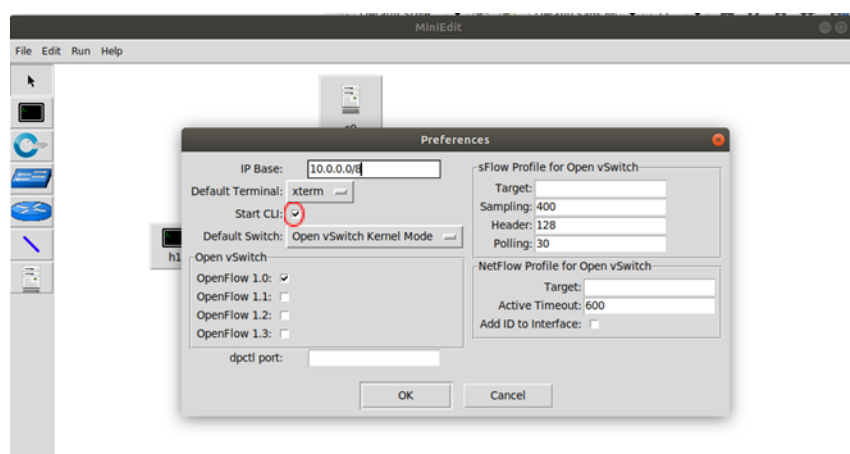 MiniEdit
File Edit Run Help
Preferences
IP Base: 10.0.0.0/8
Default Terminal: xterm
Start CLI:
Default Switch: Open vSwitch Kernel Mode
Open vSwitch
OpenFlow 1.0:
OpenFlow 1.1:
OpenFlow 1.2:
OpenFlow 1.3:
dpctl port:
sFlow Profile for Open vSwitch
Target:
Sampling: 400
Header: 128
Polling: 30
NetFlow Profile for Open vSwitch
Target:
Active Timeout: 600
Add ID to Interface:
h1
OK
Cancel